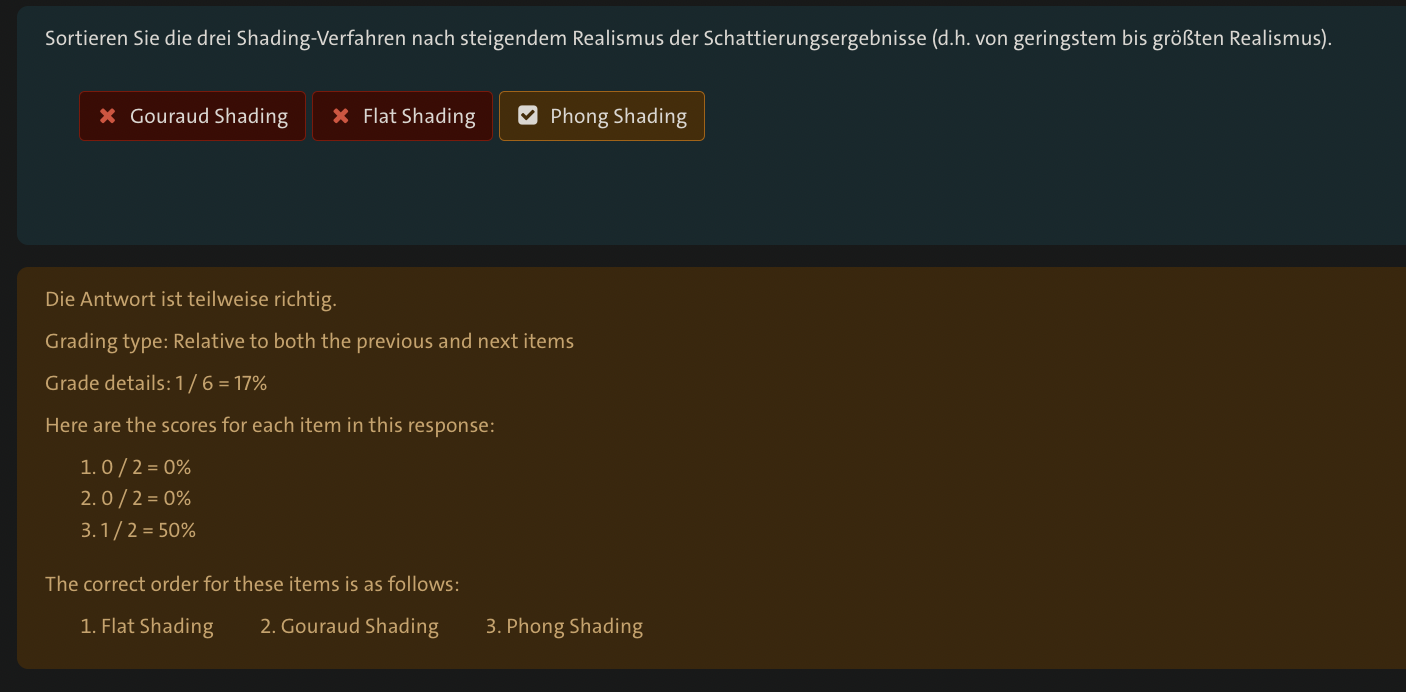 Sortieren Sie die drei Shading-Verfahren nach steigendem Realismus der Schattierungsergebnisse (d.h. von geringstem bis größten Realismus).
Gouraud Shading Flat Shading Phong Shading
Die Antwort ist teilweise richtig.
Grading type: Relative to both the previous and next items
Grade details: 1 / 6 = 17%
Here are the scores for each item in this response:
1. 0 / 2 = 0%
2. 0 / 2 = 0%
3. 1 / 2 = 50%
The correct order for these items is as follows:
1. Flat Shading 2. Gouraud Shading 3. Phong Shading